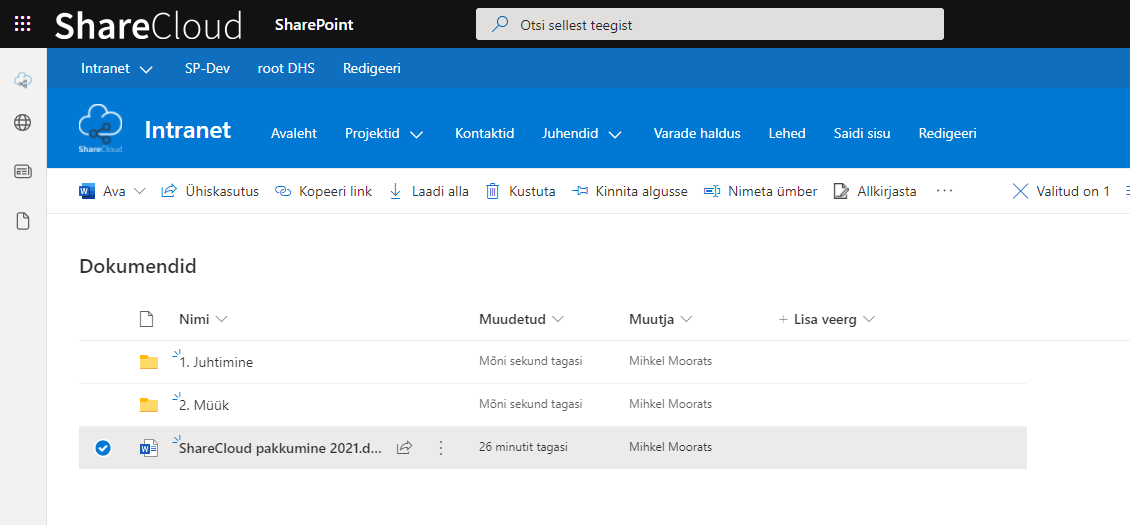 ShareCloud SharePoint Otsi sellest teegist
Intranet SP-Dev root DHS Redigeeri
ShareCloud Intranet Avaleht Projektid Kontaktid Juhendid Varade haldus Lehed Saidi sisu Redigeeri
Ava Ühiskasutus Kopeeri link Laadi alla Kustuta Kinnita algusse Nimeta ümber Allkirjasta ... Valitud on 1
Dokumendid
Nimi Muudetud Muutja + Lisa veerg
1. Juhtimine Mõni sekund tagasi Mihkel Moorats
2. Müük Mõni sekund tagasi Mihkel Moorats
ShareCloud pakkumine 2021.d... 26 minutit tagasi Mihkel Moorats